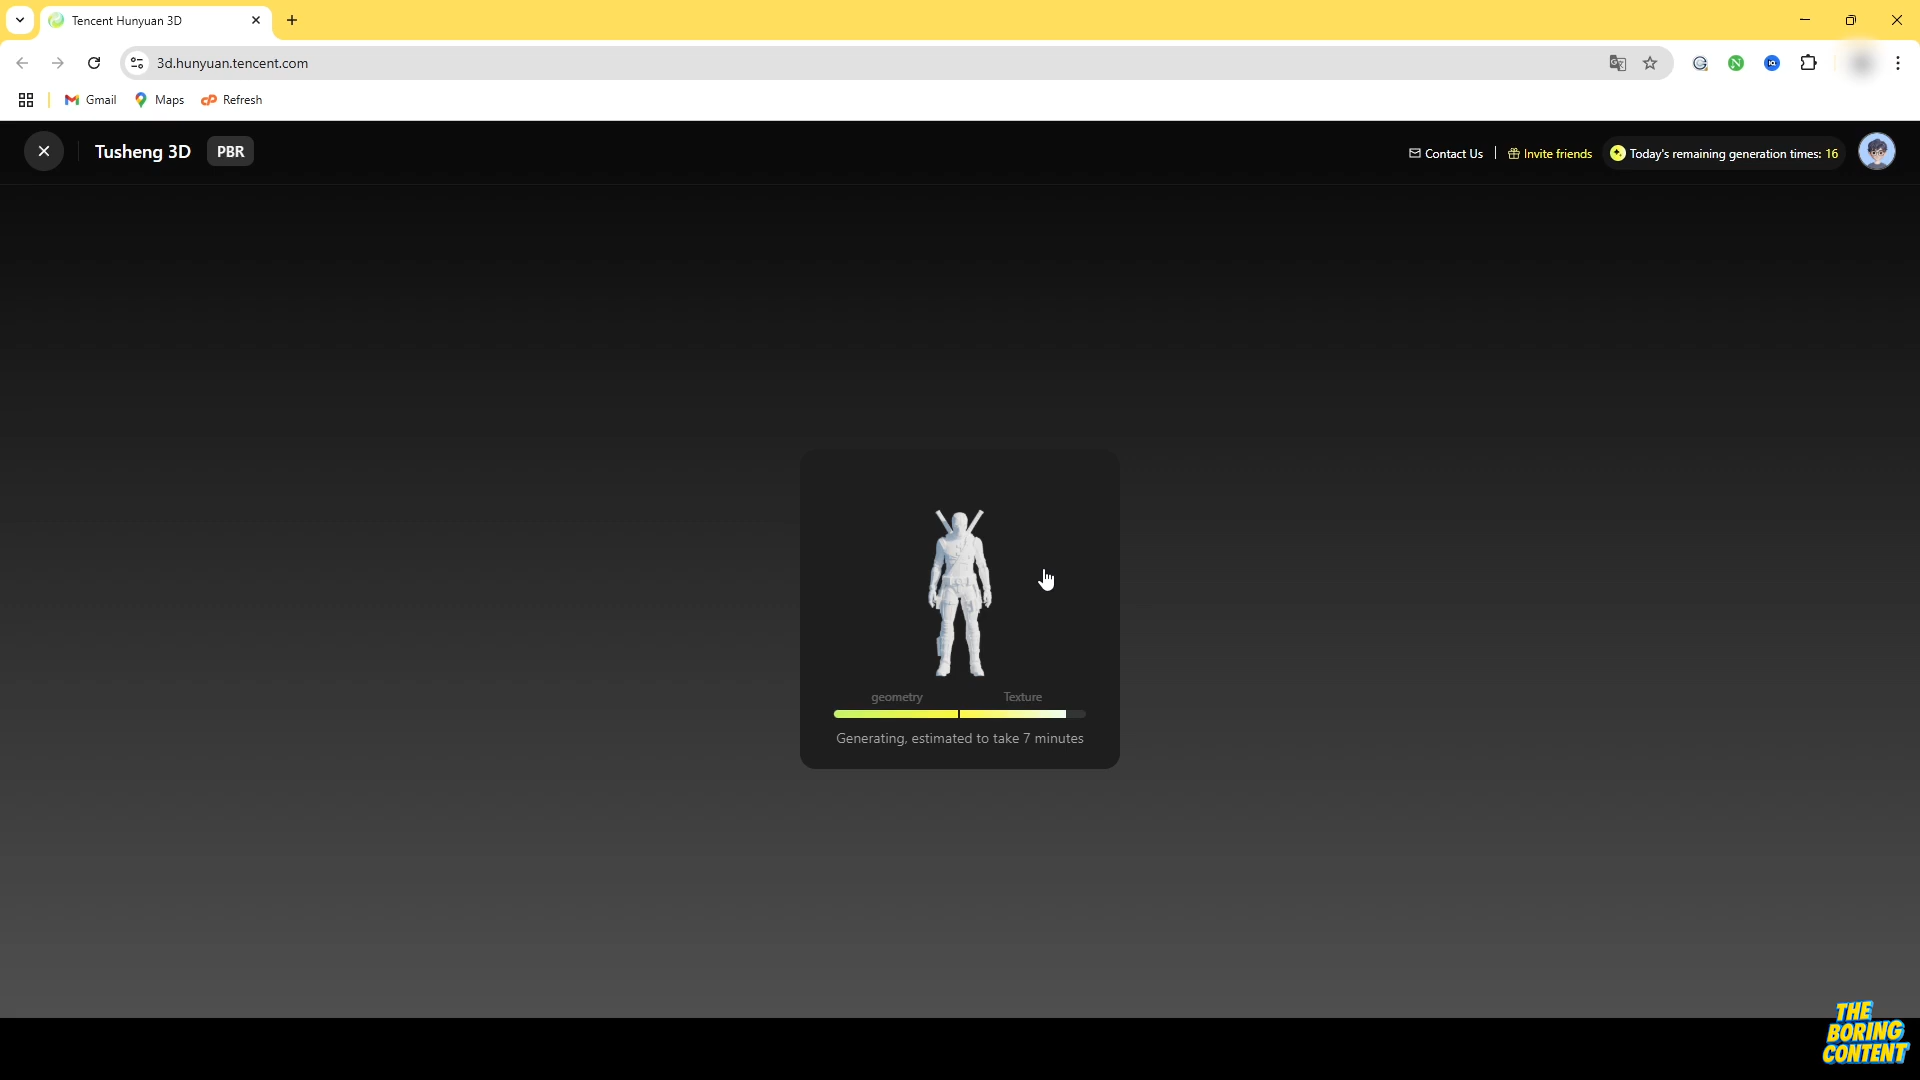 Tencent Hunyuan 3D
3d.hunyuan.tencent.com
Gmail
Maps
cP Refresh
Tusheng 3D PBR
Contact Us
Invite friends
Today's remaining generation times: 16
geometry
Texture
Generating, estimated to take 7 minutes
THE
BORING
CONTENT